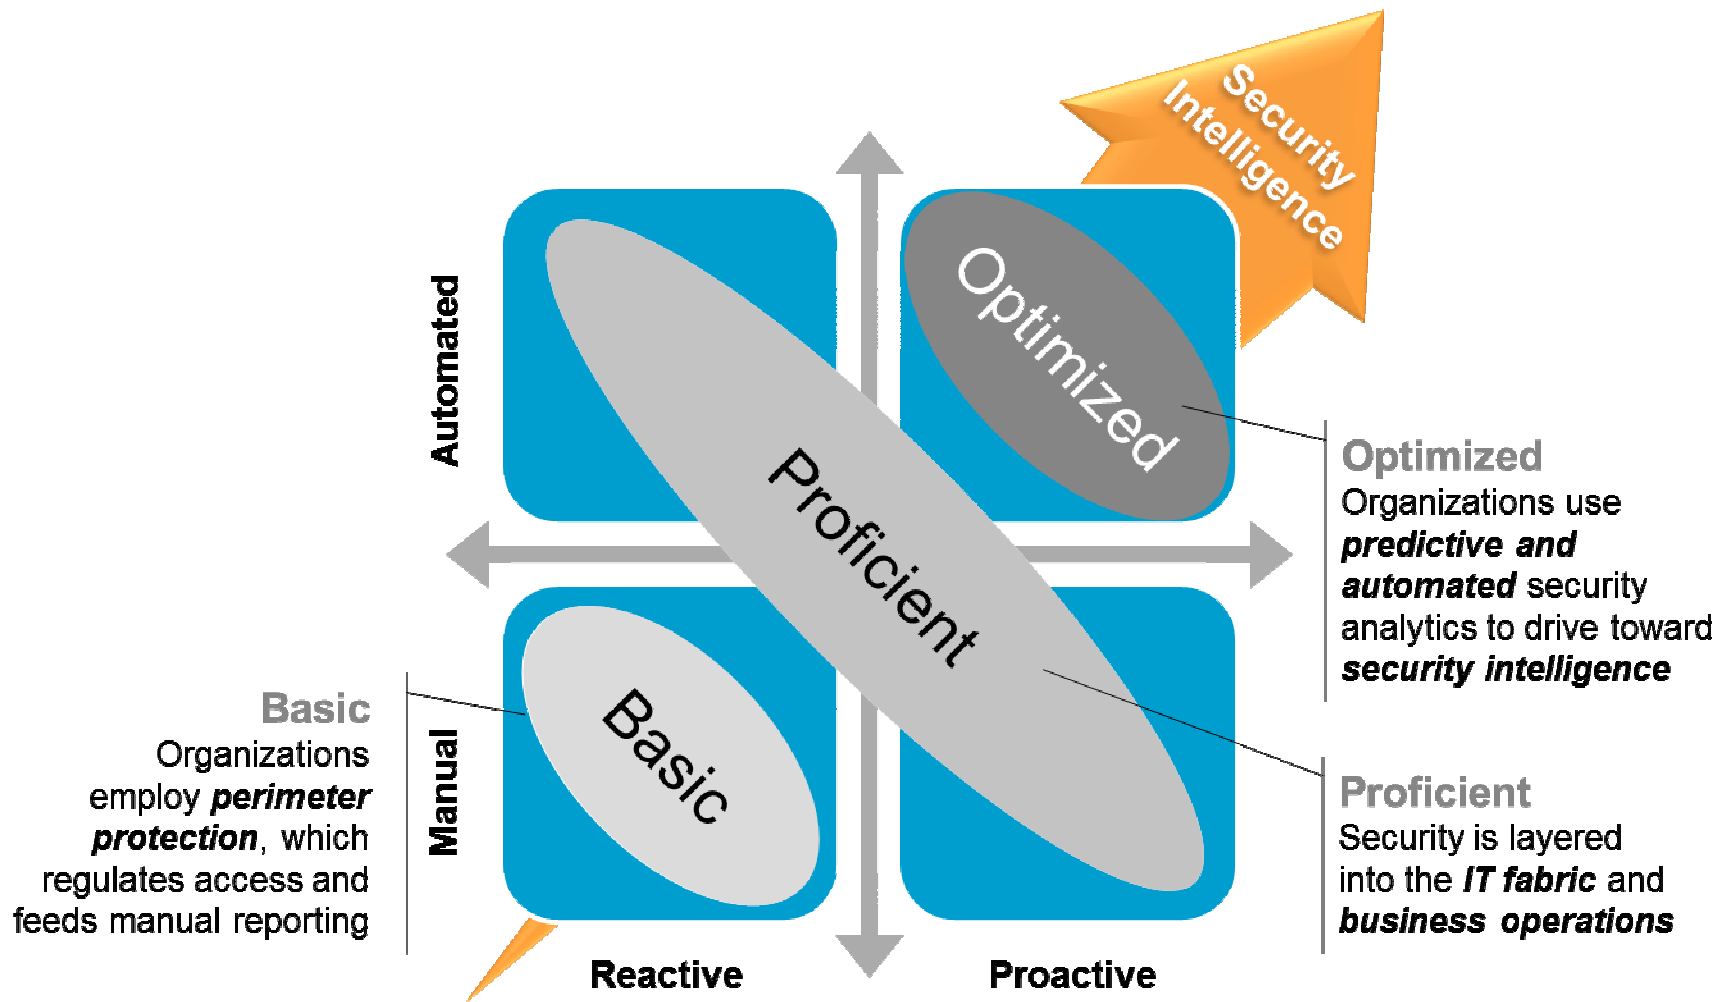 Security
Intelligence
Automated
Optimized
Proficient
Optimized
Organizations use
predictive and
automated security
analytics to drive toward
security intelligence
Basic
Organizations
employ perimeter
protection, which
regulates access and
feeds manual reporting
Manual
Basic
Proficient
Security is layered
into the IT fabric and
business operations
Reactive
Proactive